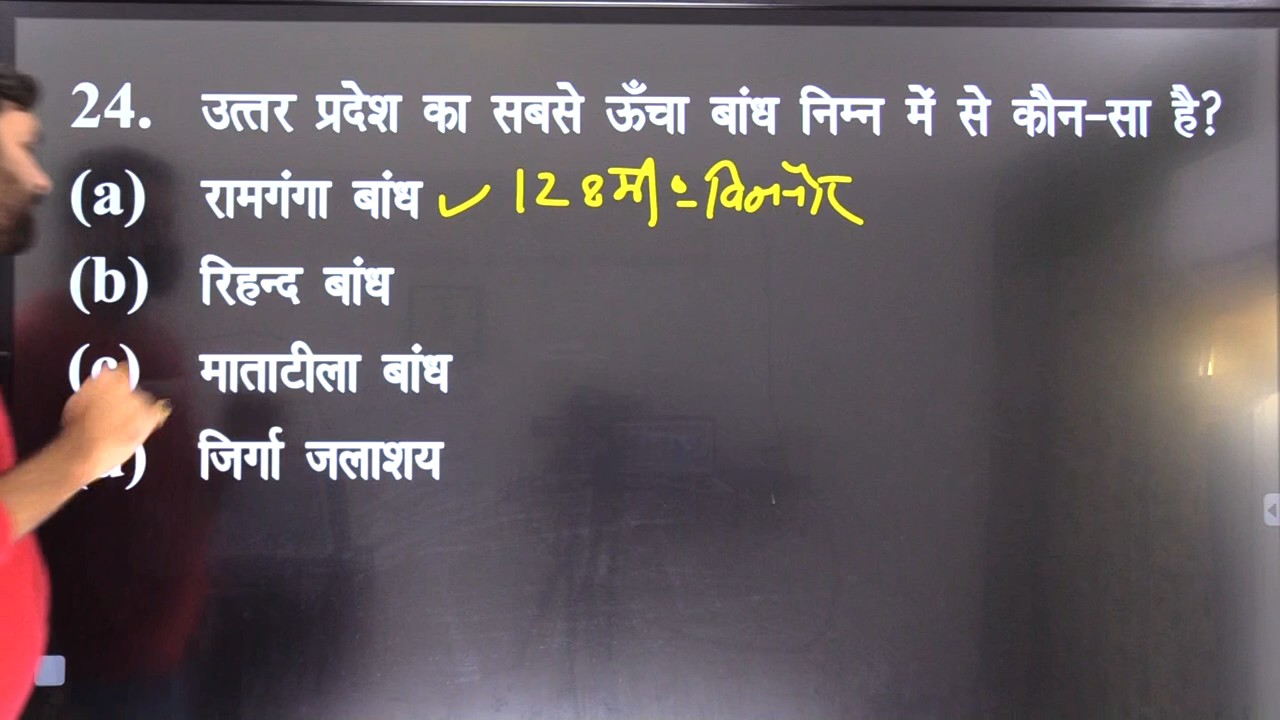 24. उत्तर प्रदेश का सबसे ऊँचा बांध निम्न में से कौन-सा है?
(a) रामगंगा बांध ✓ 128 मी॰ - बिजनौर
(b) रिहन्द बांध
(c) माताटीला बांध
(d) जिर्गा जलाशय